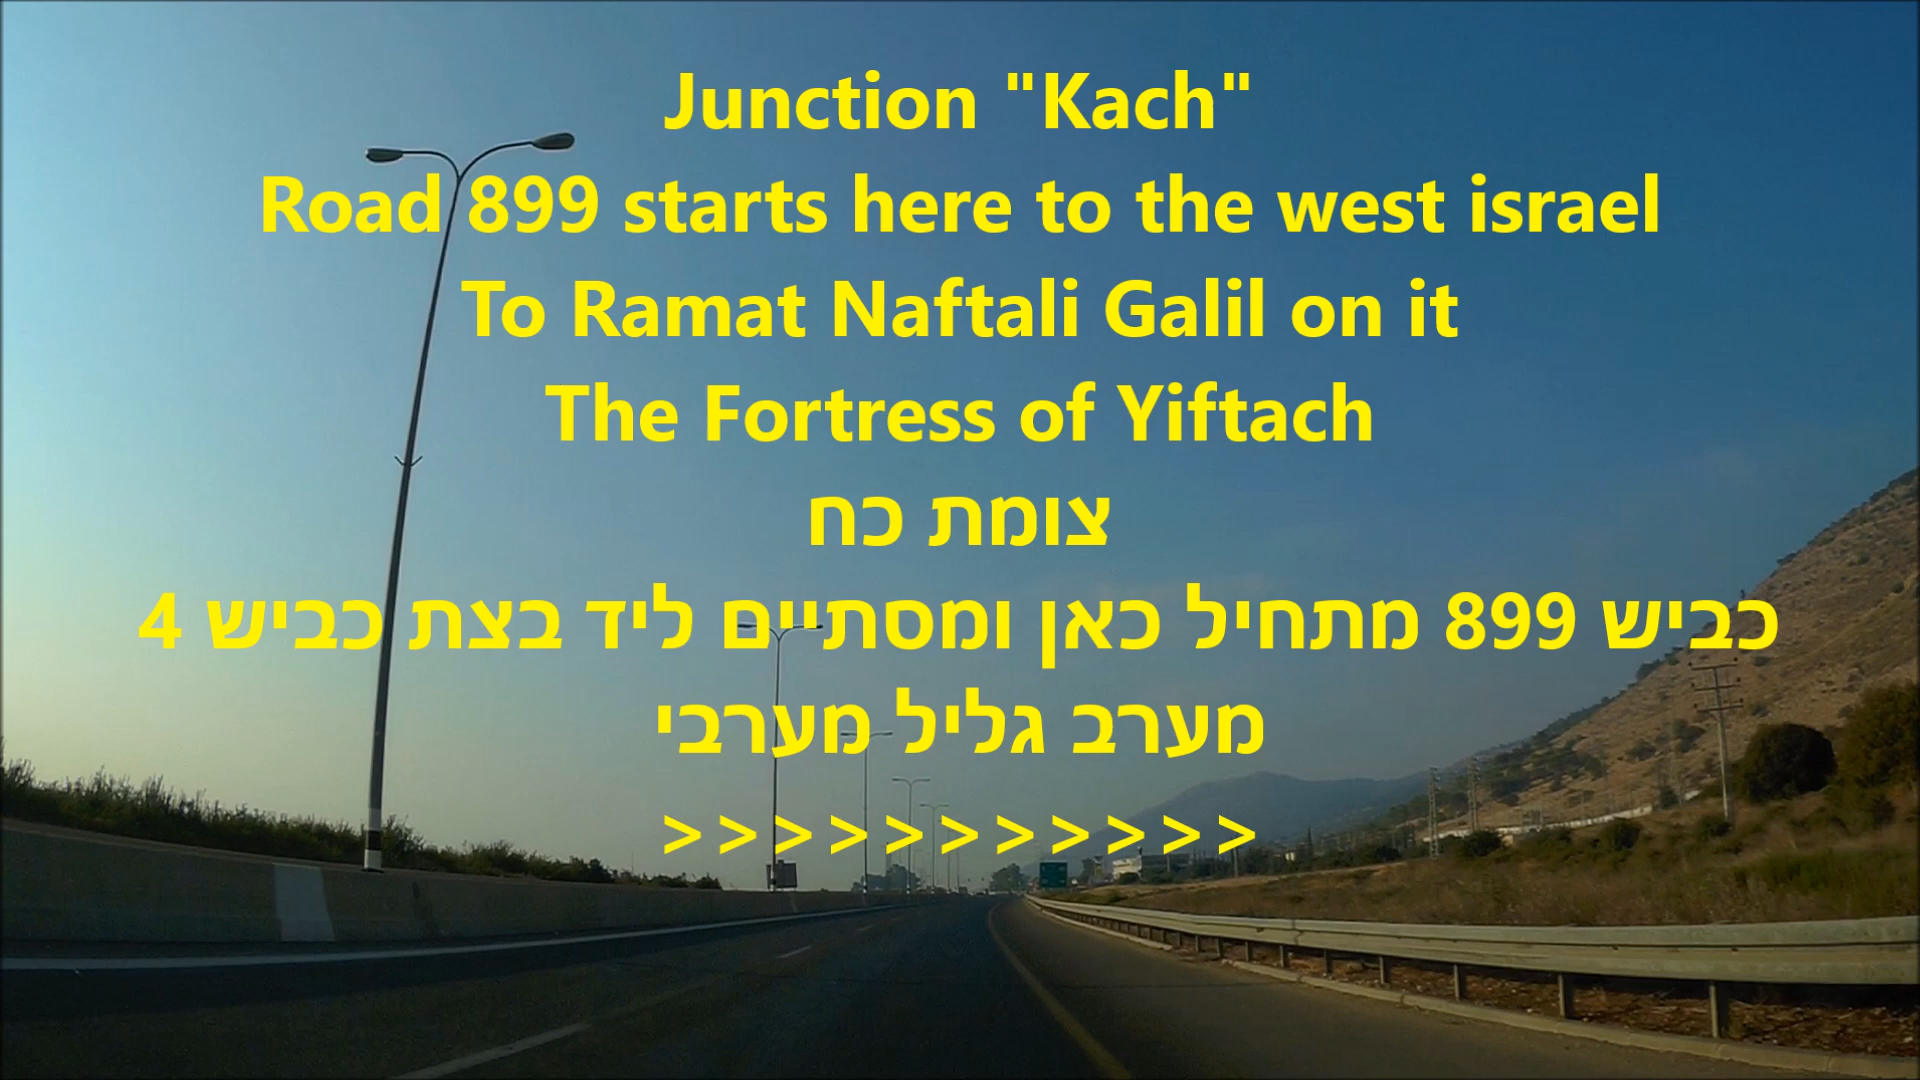 Junction "Kach"
Road 899 starts here to the west israel
To Ramat Naftali Galil on it
The Fortress of Yiftach
צומת כח
כביש 899 מתחיל כאן ומסתיים ליד בצת כביש 4
מערב גליל מערבי
> > > > > > > > > > >